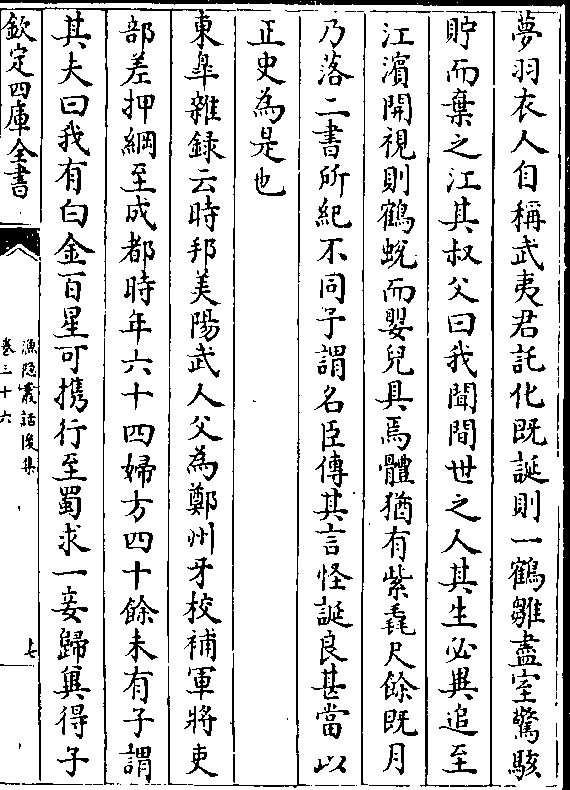 夢羽衣人自稱武夷君託化既誕則一鶴雛盡室驚駭
貯而棄之江其叔父曰我聞間世之人其生必異追至
江濱開視則鶴蛻而嬰兒具焉體猶有紫毳尺餘既月
乃落二書所紀不同予謂名臣傳其言怪誕良甚當以
正史為是也
東臯雜録云時邦美陽武人父為鄭州牙校補軍將吏
部差押綱至成都時年六十四婦方四十餘未有子謂
其夫曰我有白金百星可攜行至蜀求一妾歸冀得子
欽定四庫全書
漁隱叢話後集
卷三十六
七